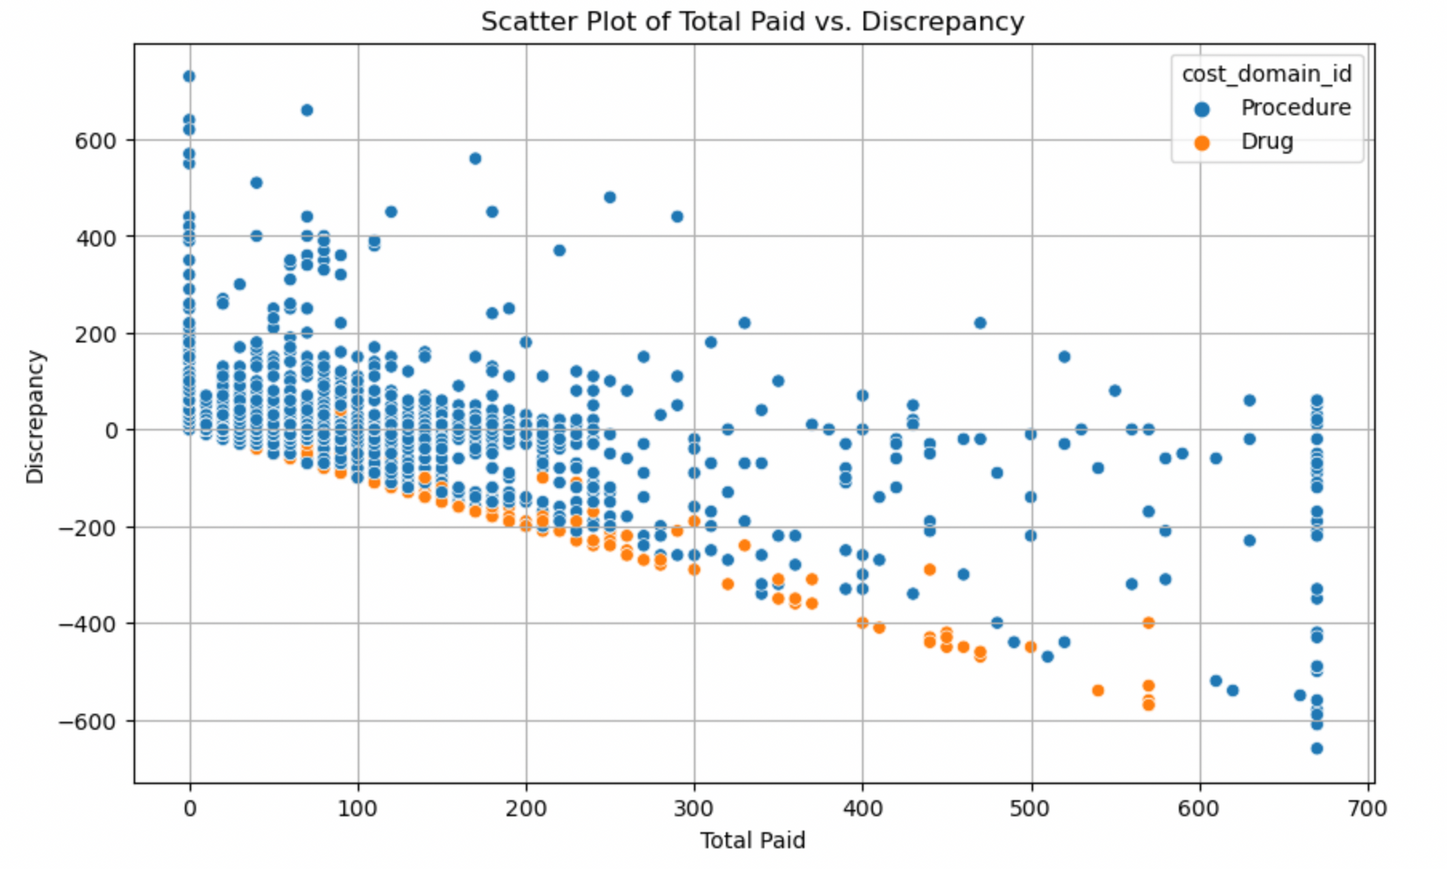 Scatter Plot of Total Paid vs. Discrepancy
cost_domain_id
Procedure
Drug
600
400
200
0
−200
−400
−600
Discrepancy
0 100 200 300 400 500 600 700
Total Paid